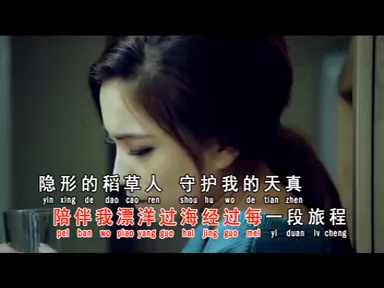 隐形的稻草人 守护我的天真
yin xing de dao cao ren shou hu wo de tian zhen
陪伴我漂洋过海经过每一段旅程
pei ban wo piao yang guo hai jing guo mei yi duan lv cheng